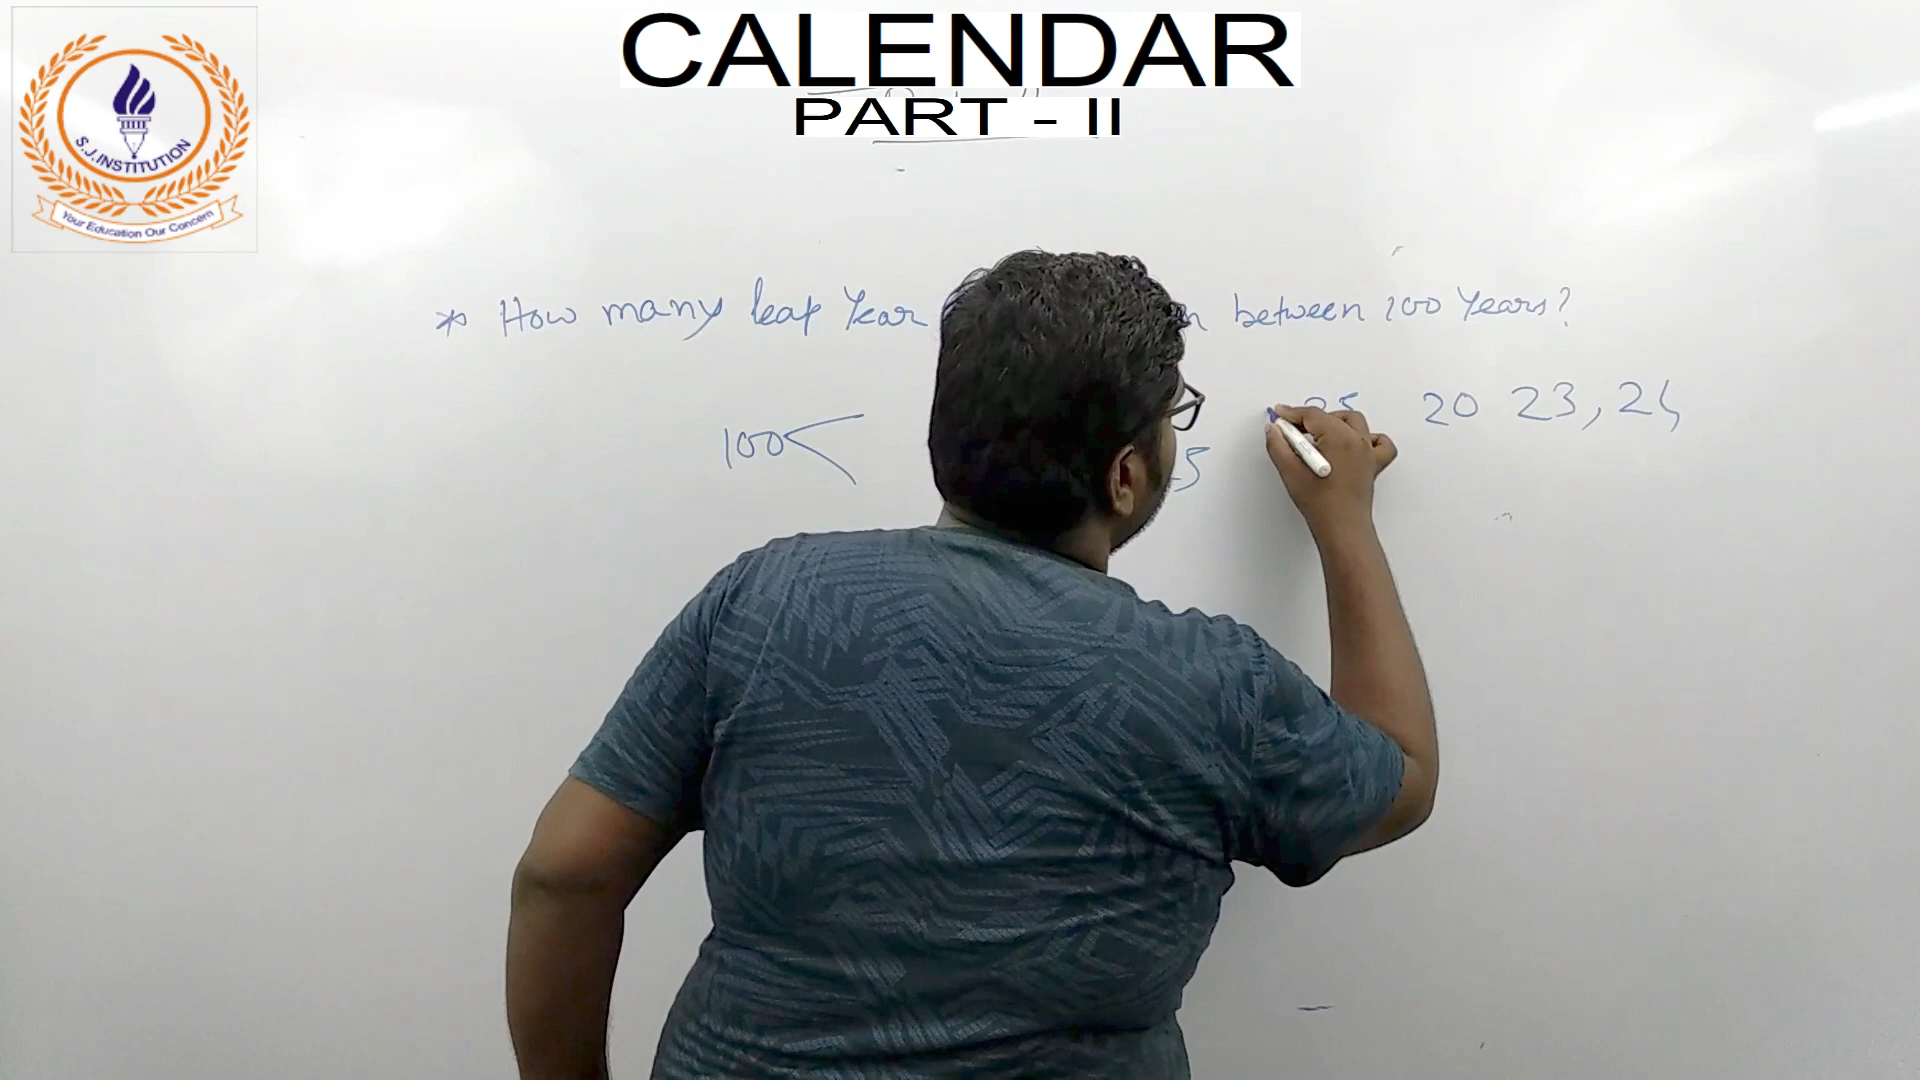 CALENDAR
PART - II
S.J.INSTITUTION
Your Education Our Concern
* How many leap Year between 100 Years?
100< 25 20 23, 24